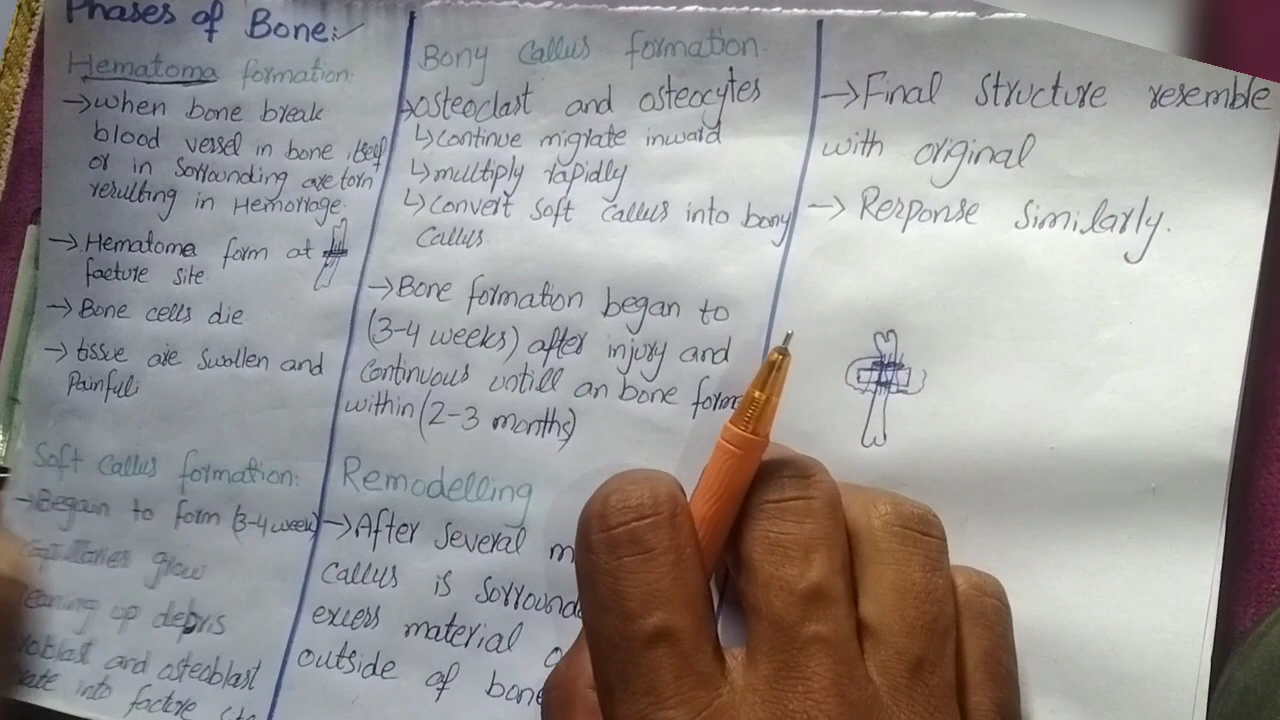 Phases of Bone:
Hematoma formation:
→ when bone break
blood vessel in bone itself
or in Sorrounding are torn
resulting in Hemorrage.
→ Hematoma form at
facture site.
→ Bone cells die
→ tissue are swollen and
Painful;
Soft callus formation:
→ Begain to form (3-4 week)
grow
up debris
and osteoblast
into facture
Bony callus formation.
→ osteoclast and osteocytes
↳ continue migrate inward
↳ multiply rapidly
↳ convert soft callus into bony
callus
→ Bone formation began to
(3-4 weeks) after injury and
continuous untill an bone form
within (2-3 months)
Remodelling
→ After several
callus is
excess material
outside of bone
→ Final structure resemble
with original
→ Response similarly.